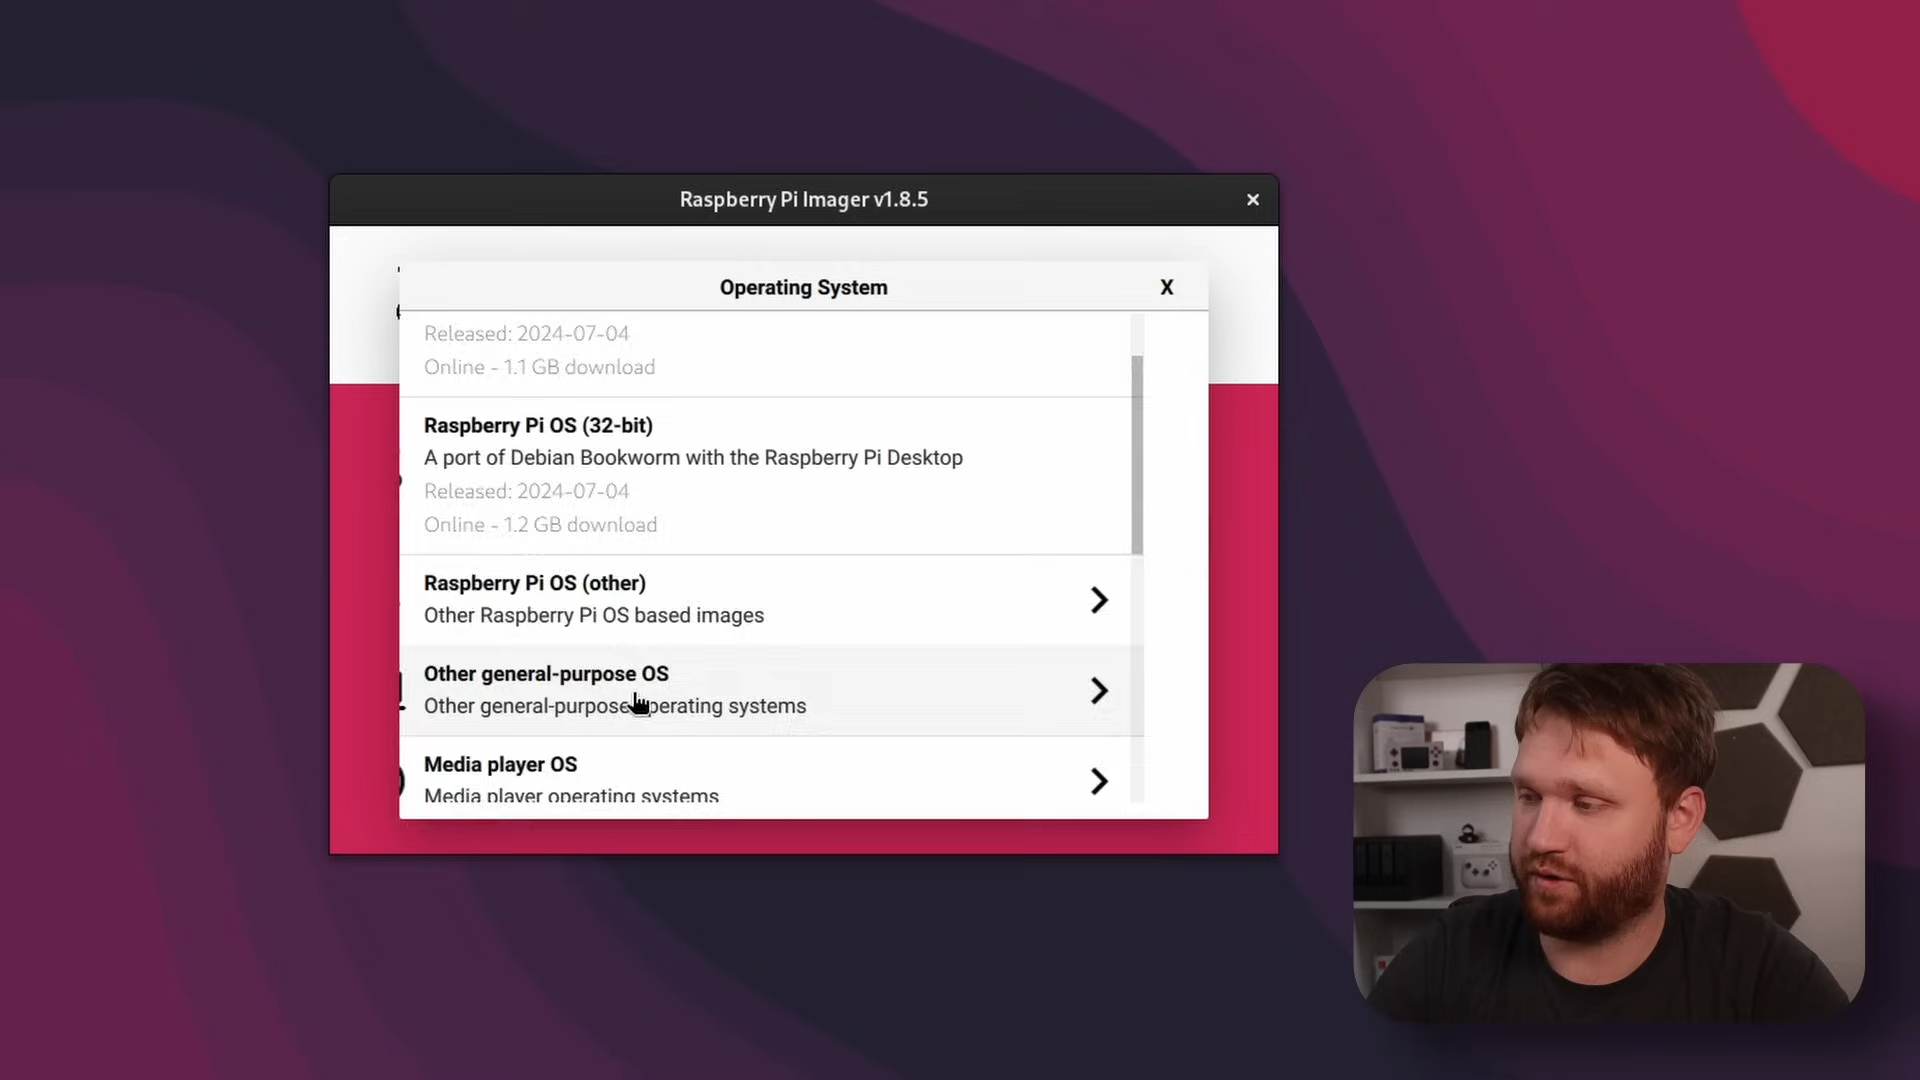 Raspberry Pi Imager v1.8.5
Operating System
X
Released: 2024-07-04
Online - 1.1 GB download
Raspberry Pi OS (32-bit)
A port of Debian Bookworm with the Raspberry Pi Desktop
Released: 2024-07-04
Online - 1.2 GB download
Raspberry Pi OS (other)
Other Raspberry Pi OS based images
Other general-purpose OS
Other general-purpose operating systems
Media player OS
Media player operating systems